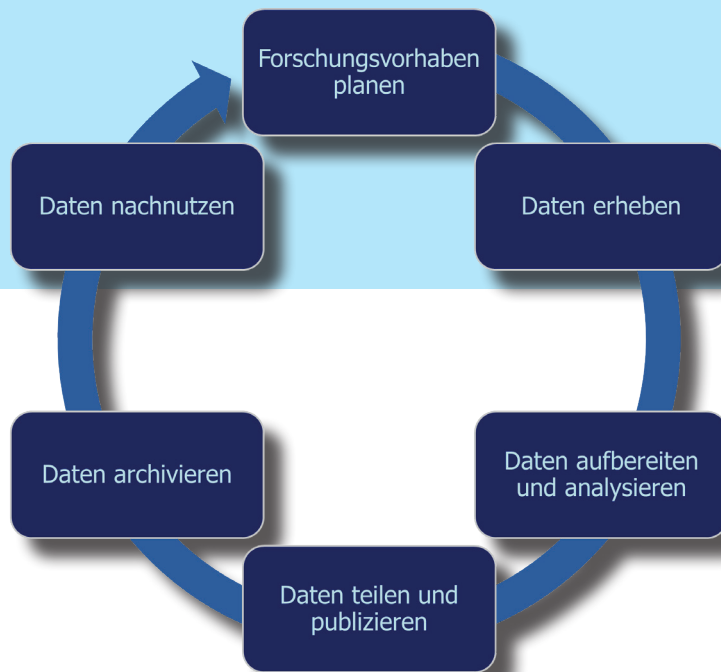 Forschungsvorhaben
planen
Daten erheben
Daten aufbereiten
und analysieren
Daten teilen und
publizieren
Daten archivieren
Daten nachnutzen